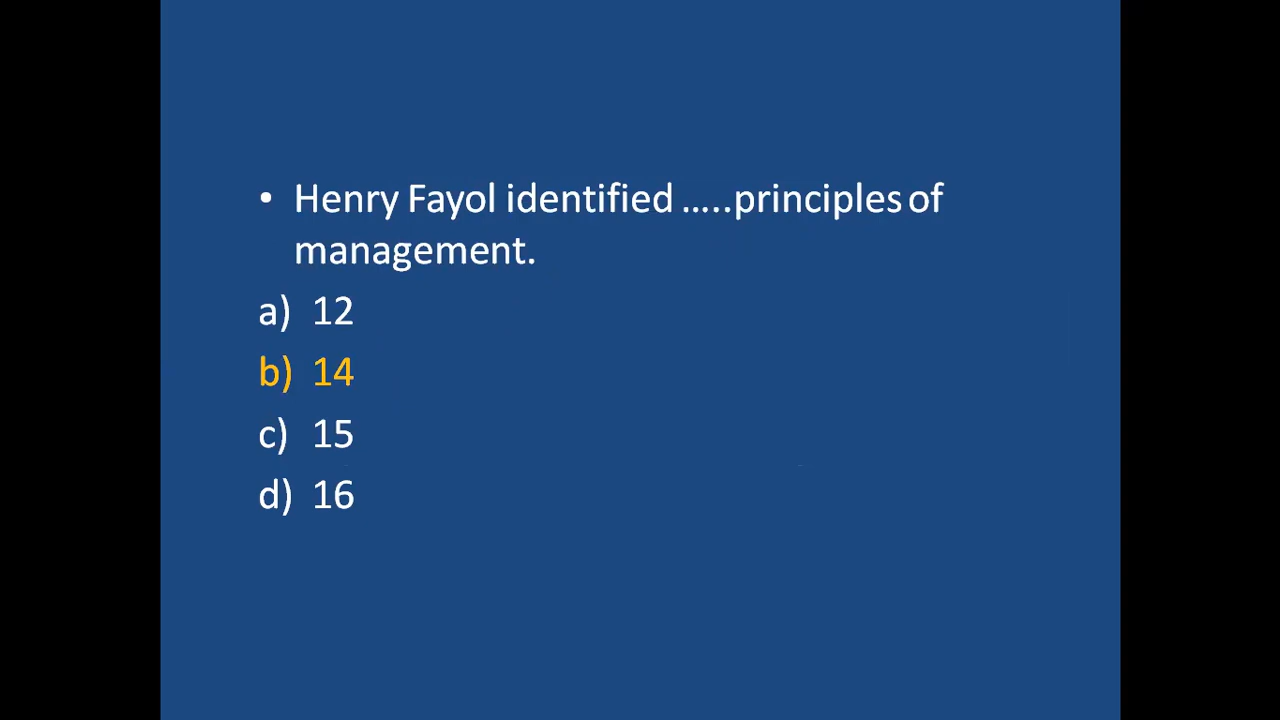 • Henry Fayol identified …..principles of
management.
a) 12
b) 14
c) 15
d) 16